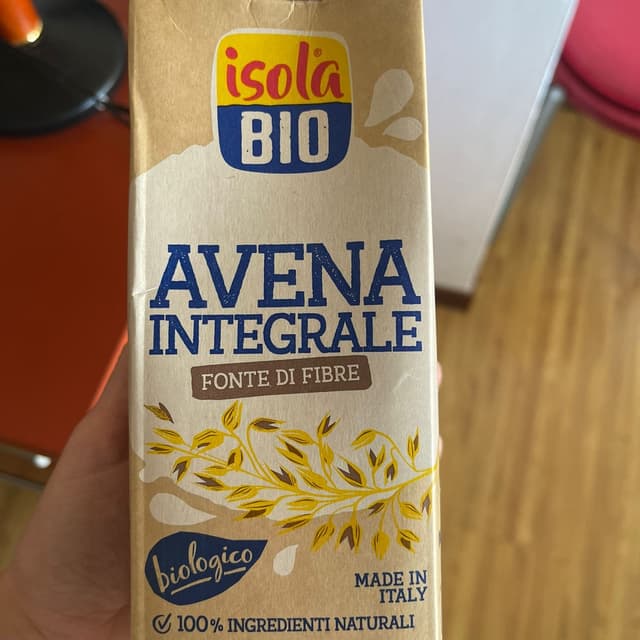 isola®
BIO
AVENA
INTEGRALE
FONTE DI FIBRE
biologico
MADE IN
ITALY
100% INGREDIENTI NATURALI